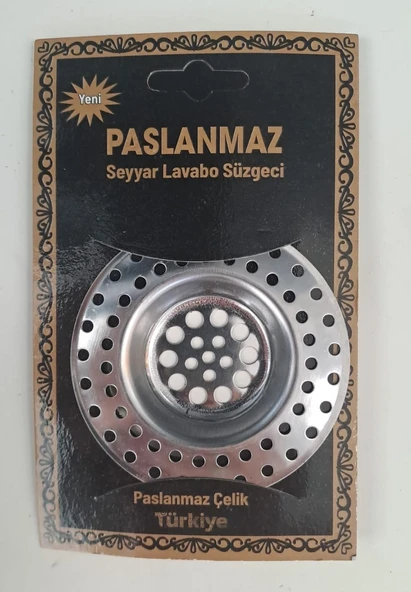 Yeni
PASLANMAZ
Seyyar Lavabo Süzgeci
Paslanmaz Çelik
Türkiye